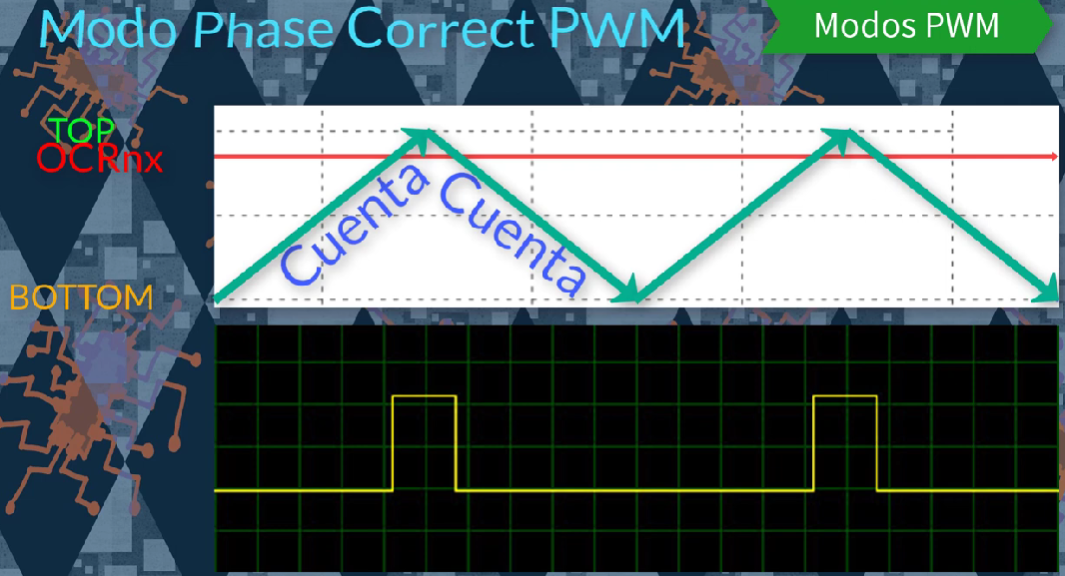 Modo Phase Correct PWM
Modos PWM
TOP
OCRnx
Cuenta
Cuenta
BOTTOM